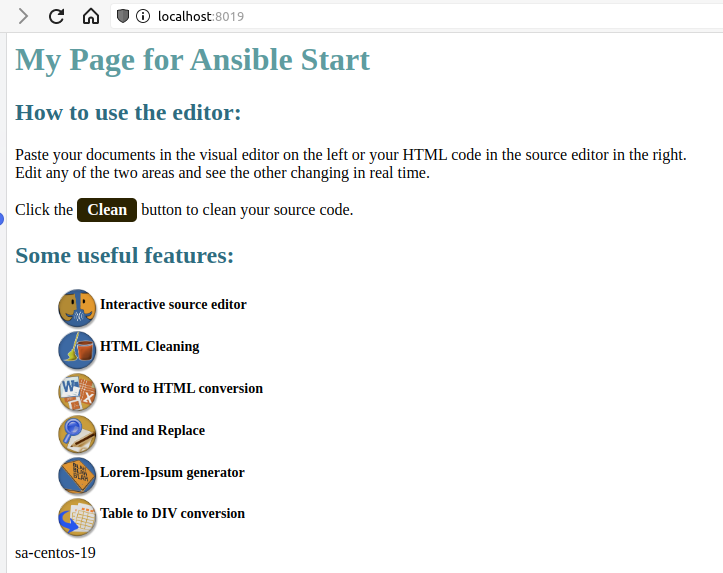 localhost:8019
My Page for Ansible Start
How to use the editor:
Paste your documents in the visual editor on the left or your HTML code in the source editor in the right.
Edit any of the two areas and see the other changing in real time.
Click the Clean button to clean your source code.
Some useful features:
Interactive source editor
HTML Cleaning
Word to HTML conversion
Find and Replace
Lorem-Ipsum generator
Table to DIV conversion
sa-centos-19